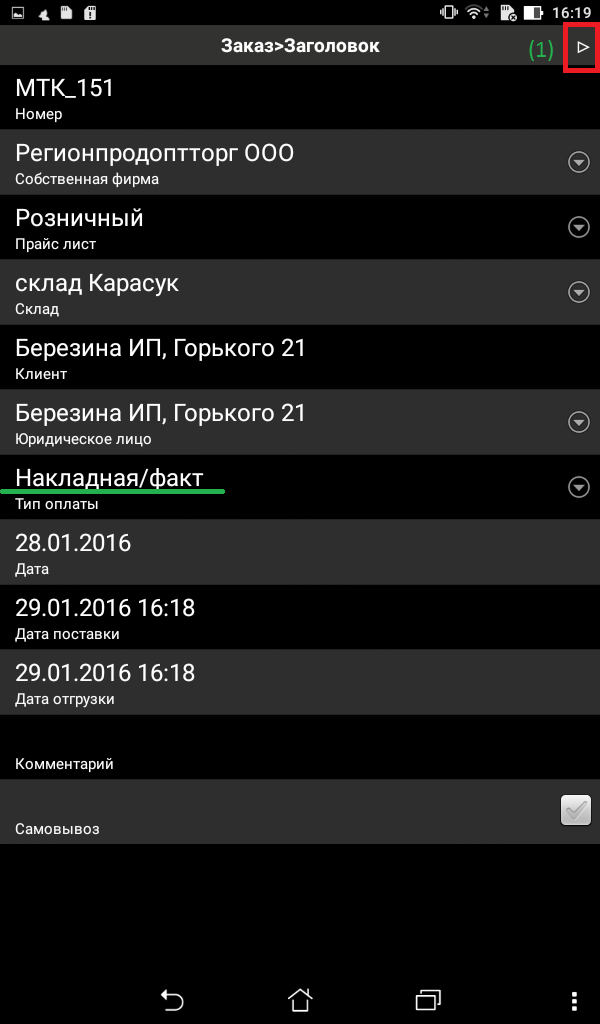 16:19
Заказ>Заголовок
(1)
МТК_151
Номер
Регионпродоптторг ООО
Собственная фирма
Розничный
Прайс лист
склад Карасук
Склад
Березина ИП, Горького 21
Клиент
Березина ИП, Горького 21
Юридическое лицо
Накладная/факт
Тип оплаты
28.01.2016
Дата
29.01.2016 16:18
Дата поставки
29.01.2016 16:18
Дата отгрузки
Комментарий
Самовывоз